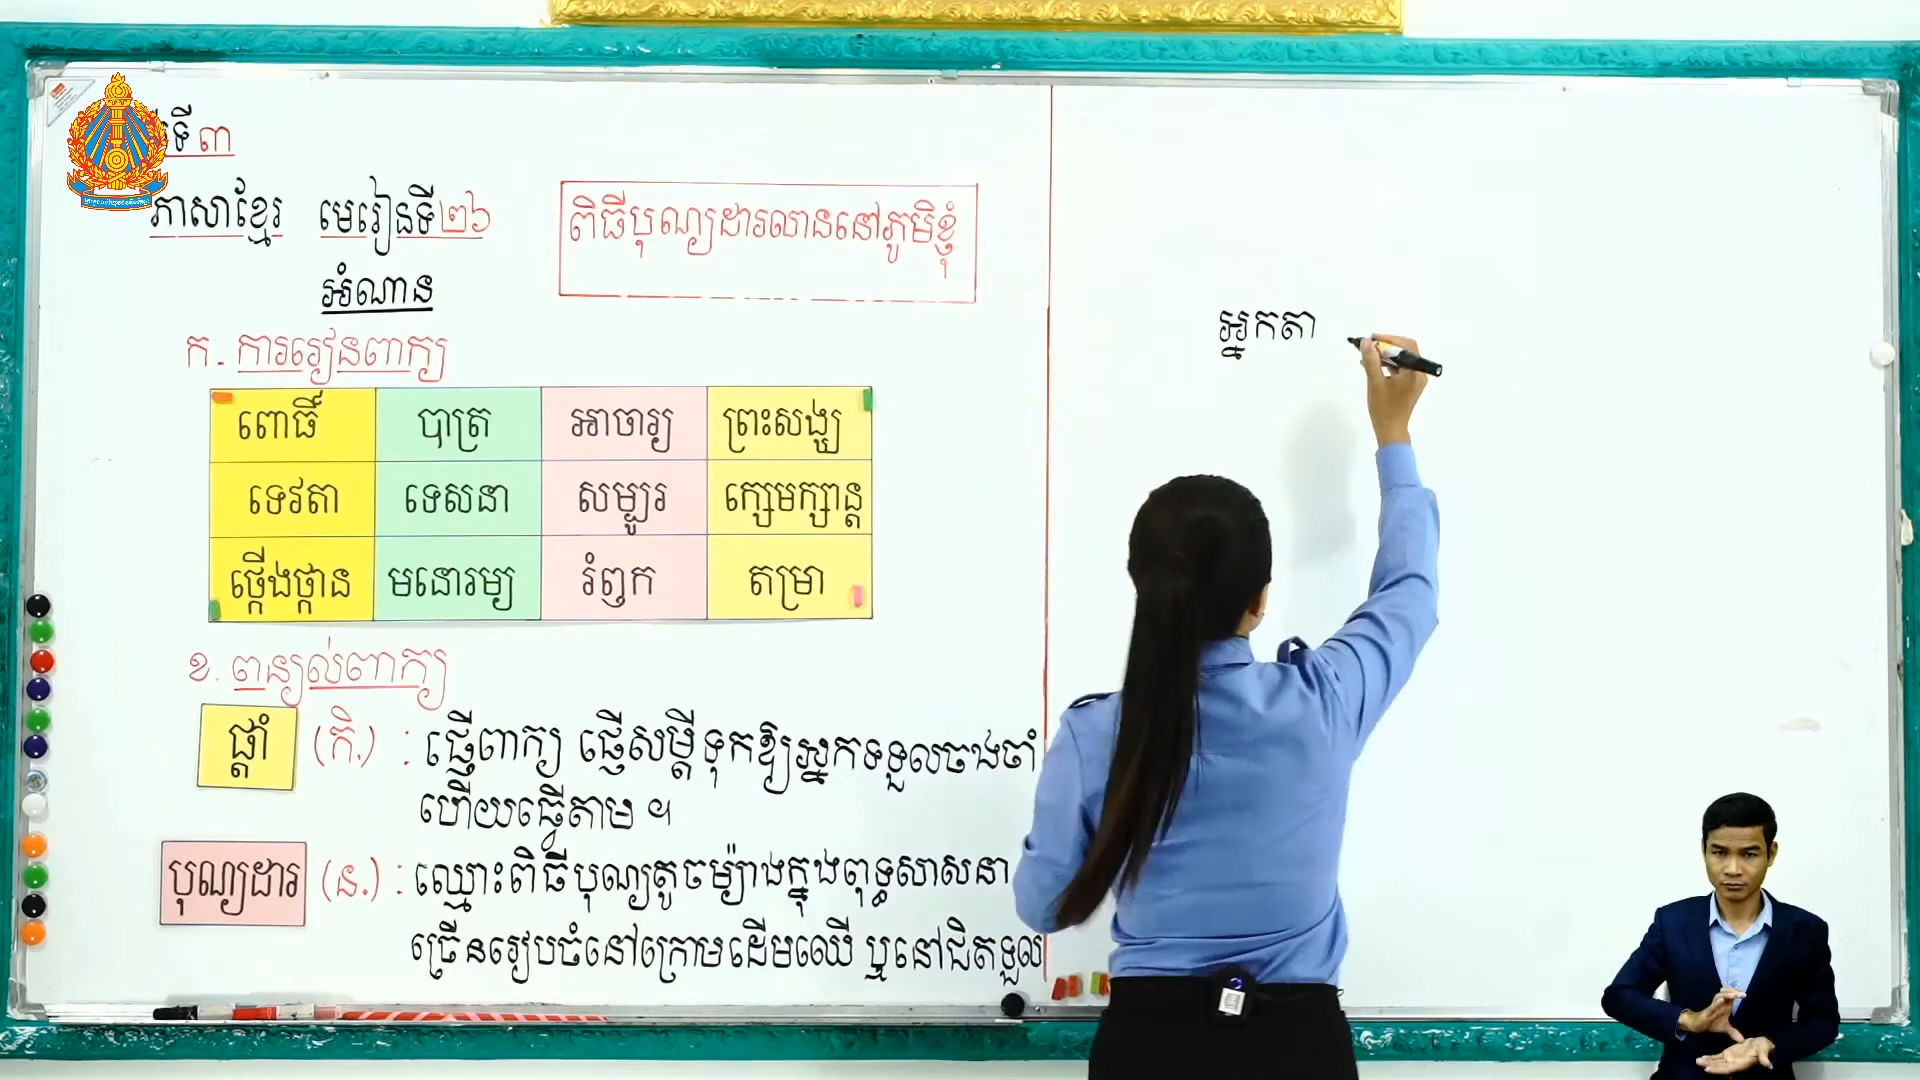 ទី ៣
ភាសាខ្មែរ មេរៀនទី២៦
អំណាន
ពិធីបុណ្យដារលាននៅភូមិខ្ញុំ
ក. ការរៀនពាក្យ
ពោធិ៍ បាត្រ អាចារ្យ ព្រះសង្ឃ
ទេវតា ទេសនា សម្បូរ ក្សេមក្សាន្ត
ថ្កើងថ្កាន មនោរម្យ រំឭក តម្រា
ខ. ពន្យល់ពាក្យ
ផ្ដាំ (កិ.) : ផ្ញើពាក្យ ផ្ញើសម្ដីទុកឱ្យអ្នកទទួលចងចាំ
ហើយធ្វើតាម ។
បុណ្យដារ (ន.) : ឈ្មោះពិធីបុណ្យតូចម្យ៉ាងក្នុងពុទ្ធសាសនា
ច្រើនរៀបចំនៅក្រោមដើមឈើ ឬនៅជិតទួល
អ្នកតា